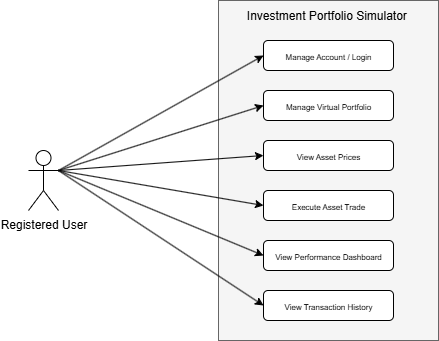 Investment Portfolio Simulator
Manage Account / Login
Manage Virtual Portfolio
View Asset Prices
Execute Asset Trade
Registered User
View Performance Dashboard
View Transaction History